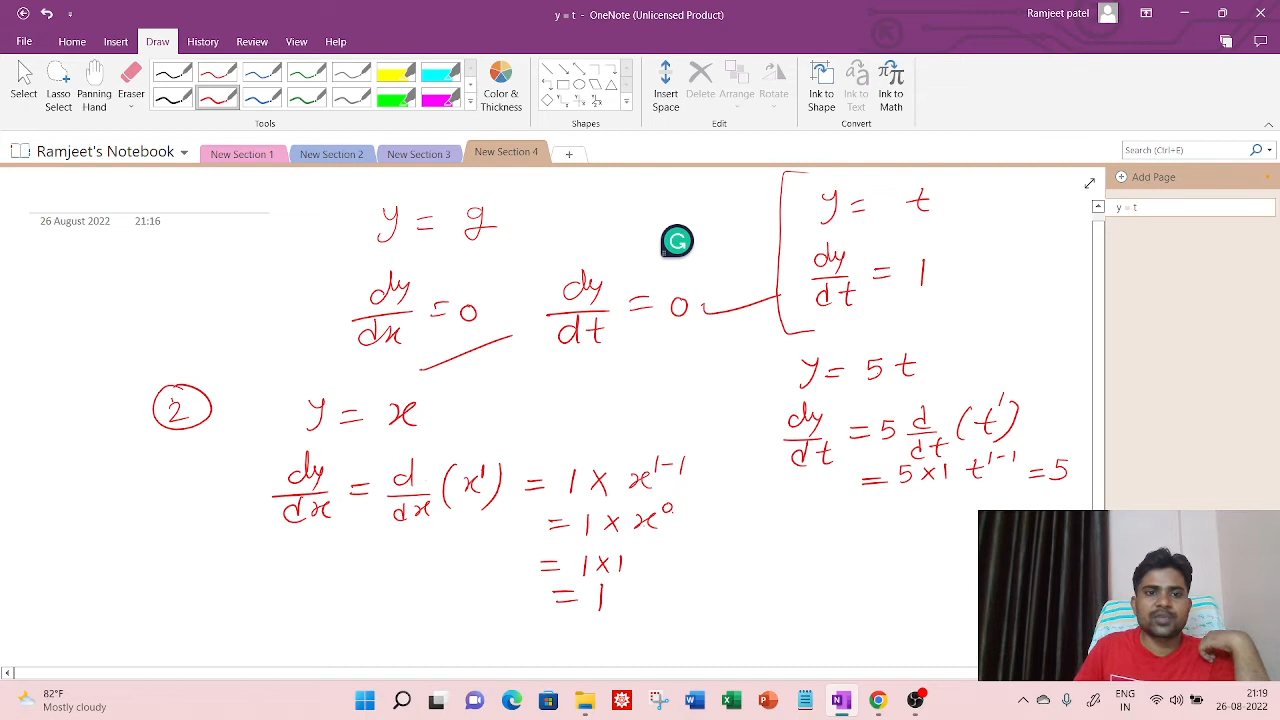 y = t - OneNote (Unlicensed Product)
Ramjeet patel
File Home Insert Draw History Review View Help
Select
Lasso Select
Panning Hand
Eraser
Color & Thickness
Insert Space
Delete
Arrange
Rotate
Ink to Shape
Ink to Text
Ink to Math
Tools
Shapes
Edit
Convert
Ramjeet's Notebook
New Section 1
New Section 2
New Section 3
New Section 4
Search (Ctrl+E)
Add Page
y = t
26 August 2022 21:16
y = g
dy/dx = 0
dy/dt = 0
y = t
dy/dt = 1
y = 5t
dy/dt = 5 d/dt (t¹)
= 5×1 t¹⁻¹ = 5
2
y = x
dy/dx = d/dx (x¹) = 1 × x¹⁻¹
= 1 × x⁰
= 1×1
= 1
82°F
Mostly cloudy
ENG
IN
21:19
26-08-2022